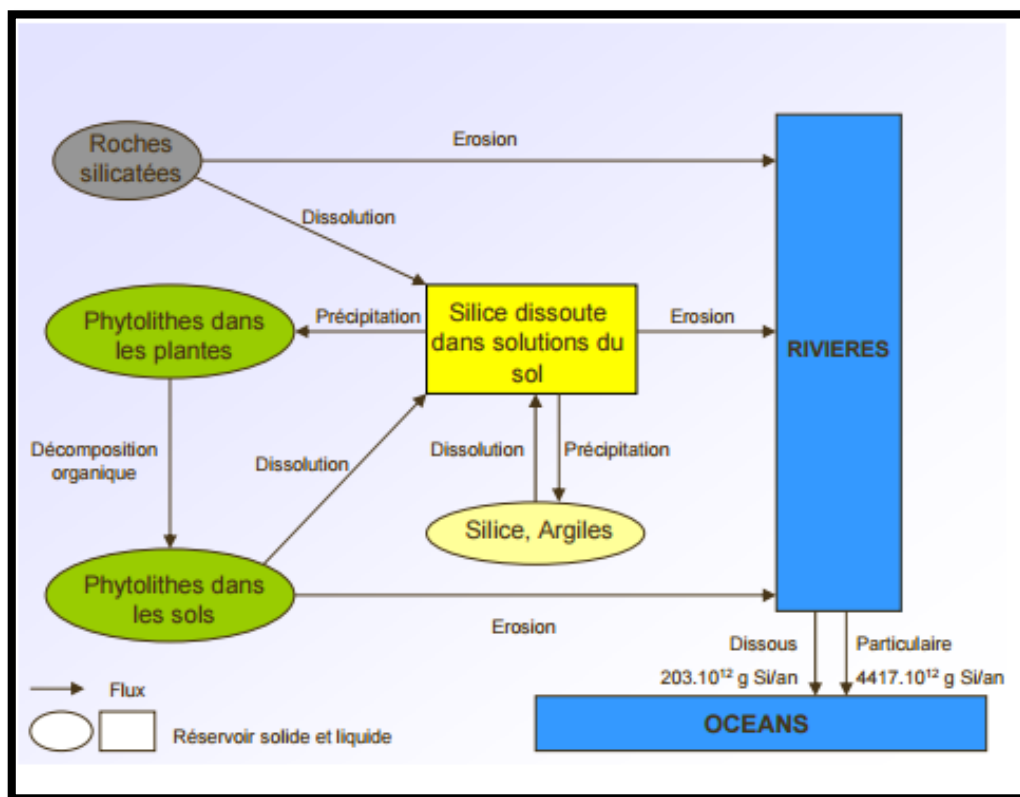 Roches
silicatées
Erosion
Dissolution
Phytolithes dans
les plantes
Précipitation
Silice dissoute
dans solutions du
sol
Erosion
RIVIERES
Décomposition
organique
Dissolution
Dissolution
Précipitation
Silice, Argiles
Phytolithes dans
les sols
Erosion
Dissous
203.10¹² g Si/an
Particulaire
4417.10¹² g Si/an
OCEANS
Flux
Réservoir solide et liquide